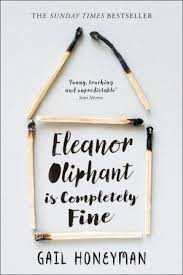 THE SUNDAY TIMES BESTSELLER
'Funny, touching
and unpredictable'
Jojo Moyes
Eleanor
Oliphant
is Completely
Fine
GAIL HONEYMAN